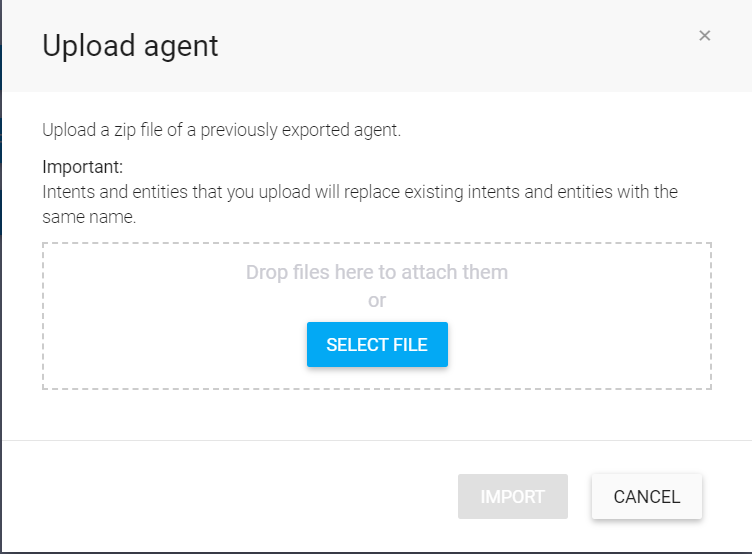 Upload agent
×
Upload a zip file of a previously exported agent.
Important:
Intents and entities that you upload will replace existing intents and entities with the
same name.
Drop files here to attach them
or
SELECT FILE
IMPORT
CANCEL